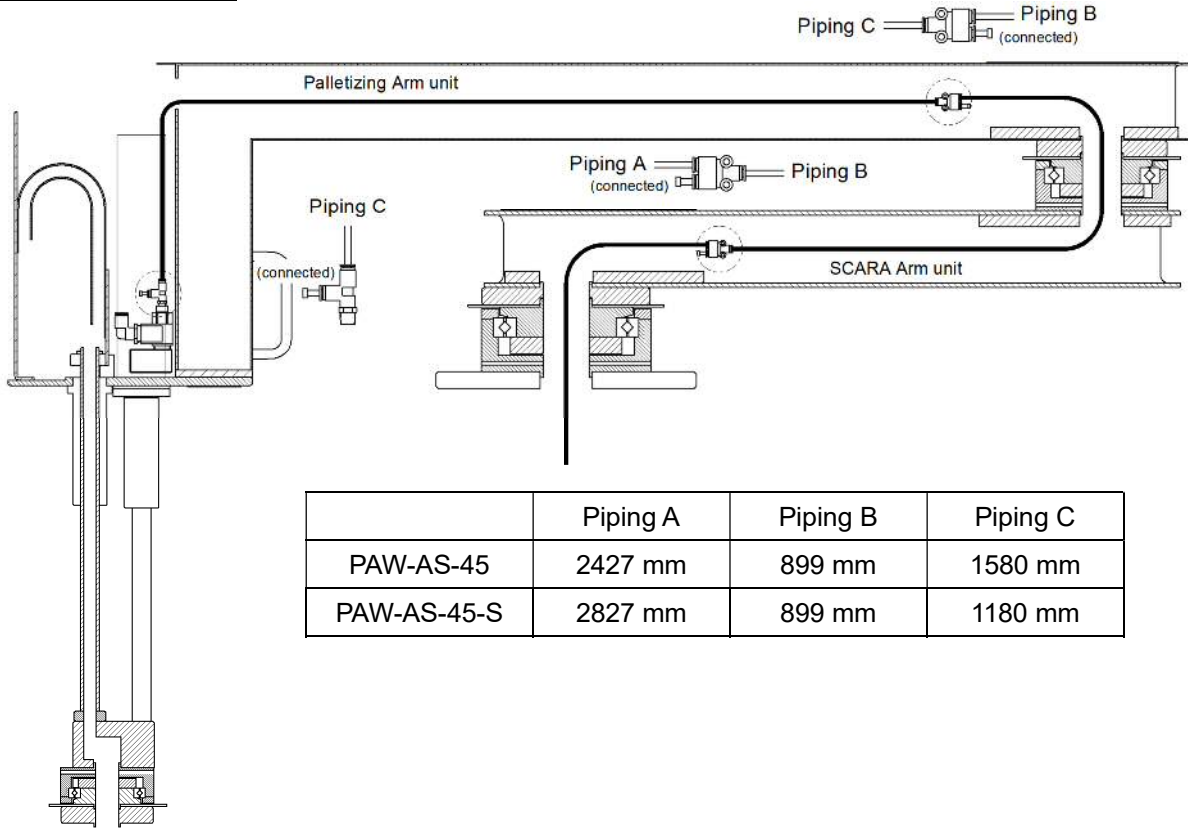 Piping C
Piping B
(connected)
Palletizing Arm unit
Piping A
(connected)
Piping B
Piping C
(connected)
SCARA Arm unit
Piping A Piping B Piping C
PAW-AS-45 2427 mm 899 mm 1580 mm
PAW-AS-45-S 2827 mm 899 mm 1180 mm